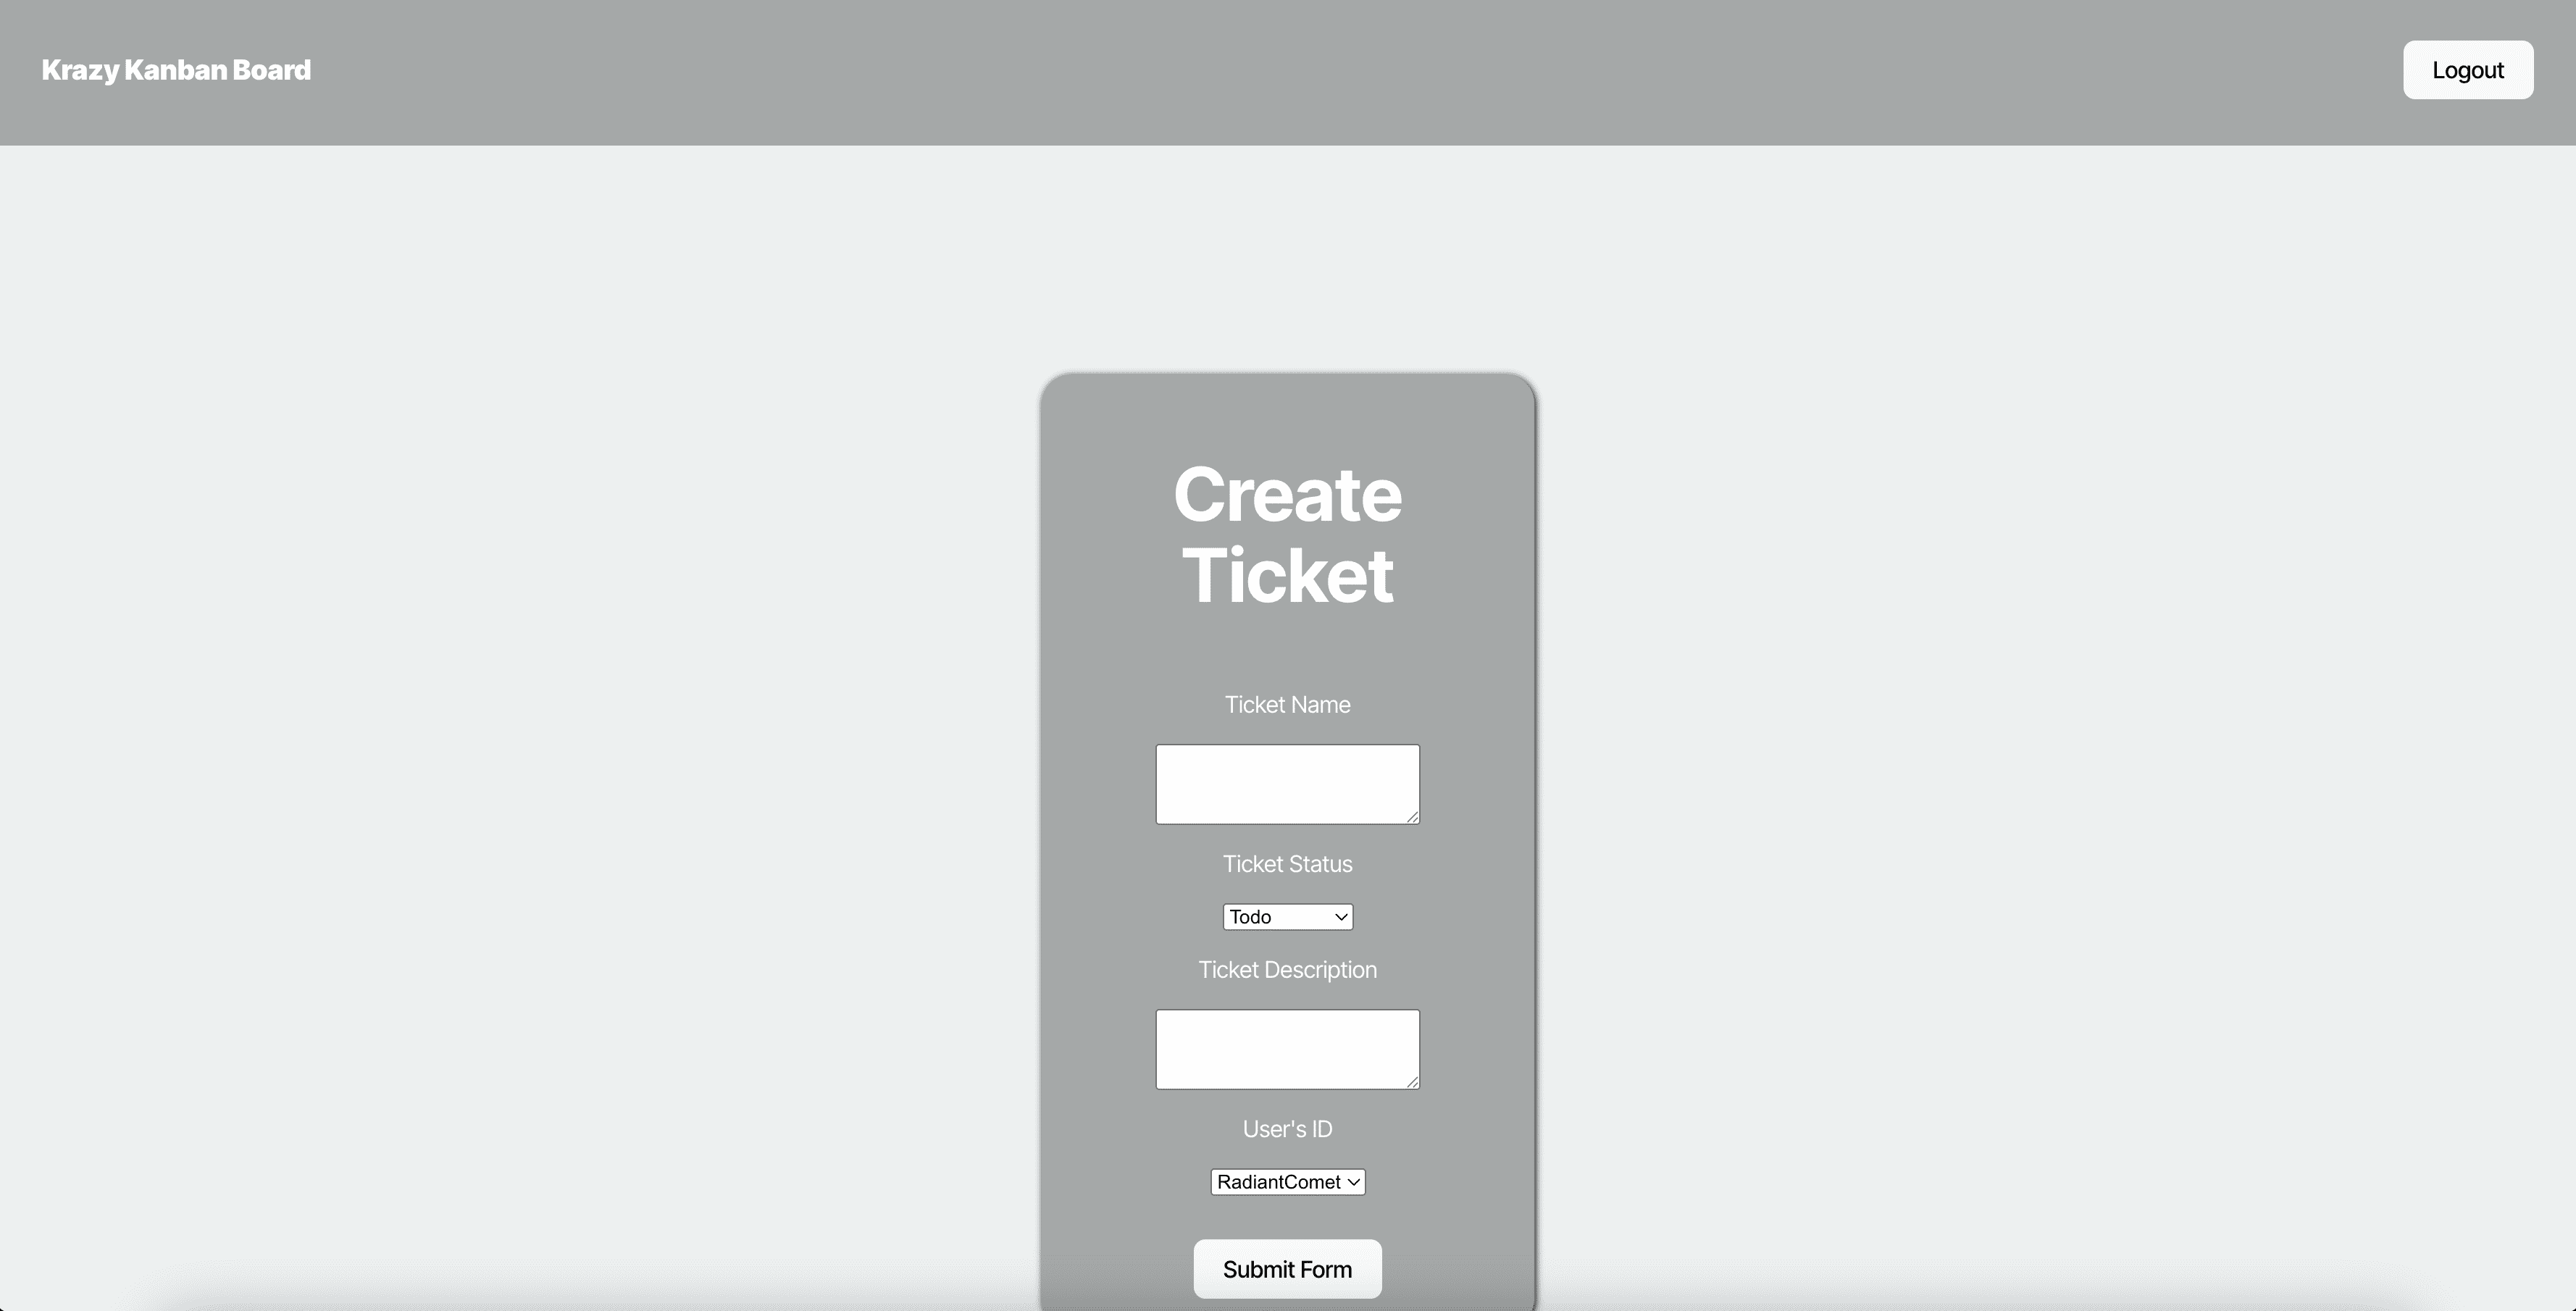 Krazy Kanban Board
Logout
Create
Ticket
Ticket Name
Ticket Status
Todo
Ticket Description
User's ID
RadiantComet
Submit Form